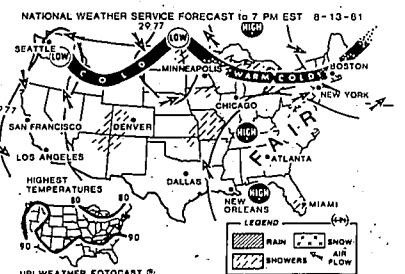 NATIONAL WEATHER SERVICE FORECAST to 7 PM EST 8-13-61
29.77
LOW
HIGH
SEATTLE
LOW
COLD
MINNEAPOLIS
WARM COLD
BOSTON
NEW YORK
CHICAGO
SAN FRANCISCO
DENVER
HIGH
FAIR
LOS ANGELES
ATLANTA
HIGHEST
TEMPERATURES
DALLAS
HIGH
80
80
NEW
ORLEANS
MIAMI
90
90
LEGEND
RAIN
SNOW
SHOWERS
AIR
FLOW
UPI WEATHER FOTOCAST